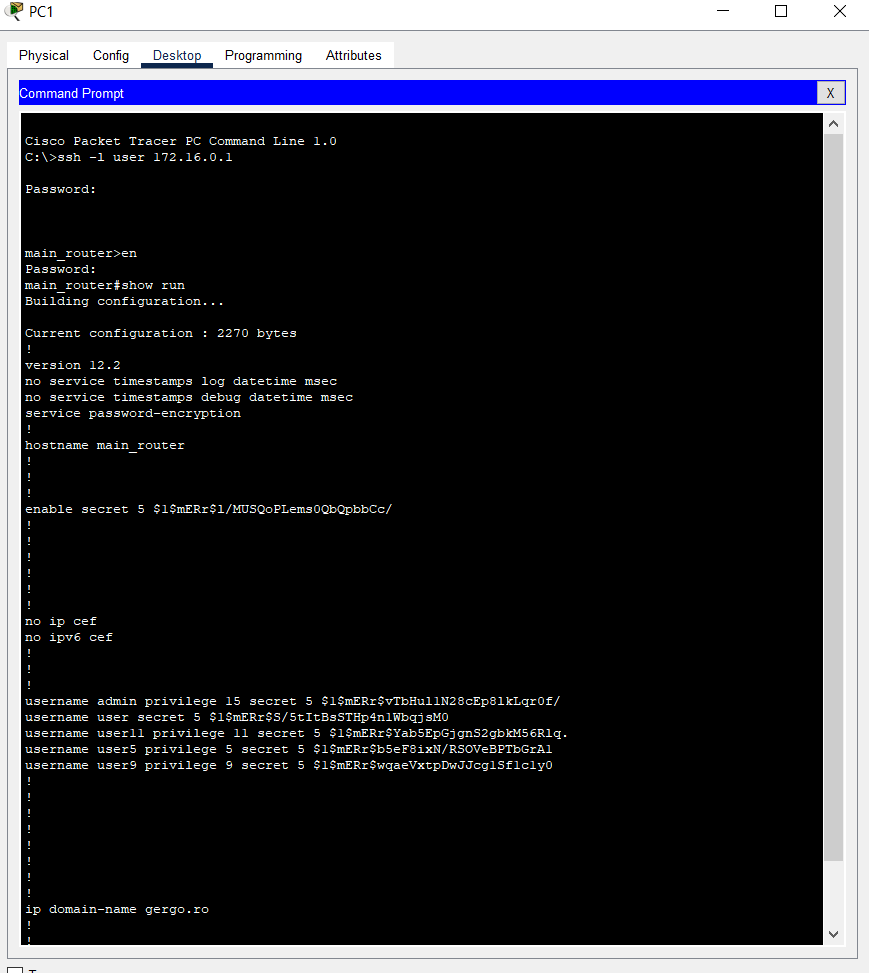 PC1
Physical Config Desktop Programming Attributes
Command Prompt
X
Cisco Packet Tracer PC Command Line 1.0
C:\>ssh -l user 172.16.0.1
Password:
main_router>en
Password:
main_router#show run
Building configuration...
Current configuration : 2270 bytes
!
version 12.2
no service timestamps log datetime msec
no service timestamps debug datetime msec
service password-encryption
!
hostname main_router
!
!
!
enable secret 5 $1$mERr$l/MUSQoPLems0QbQpbbCc/
!
!
!
!
!
!
no ip cef
no ipv6 cef
!
!
!
username admin privilege 15 secret 5 $1$mERr$vTbHul1N28cEp8lkLqr0f/
username user secret 5 $1$mERr$S/5tItBsSTHp4n1WbqjsM0
username user11 privilege 11 secret 5 $1$mERr$Yab5EpGjgnS2gbkM56Rlq.
username user5 privilege 5 secret 5 $1$mERr$b5eF8ixN/RSOVeBPTbGrA1
username user9 privilege 9 secret 5 $1$mERr$wqaeVxtpDwJJcg1Sf1c1y0
!
!
!
!
!
!
!
!
ip domain-name gergo.ro
!
!